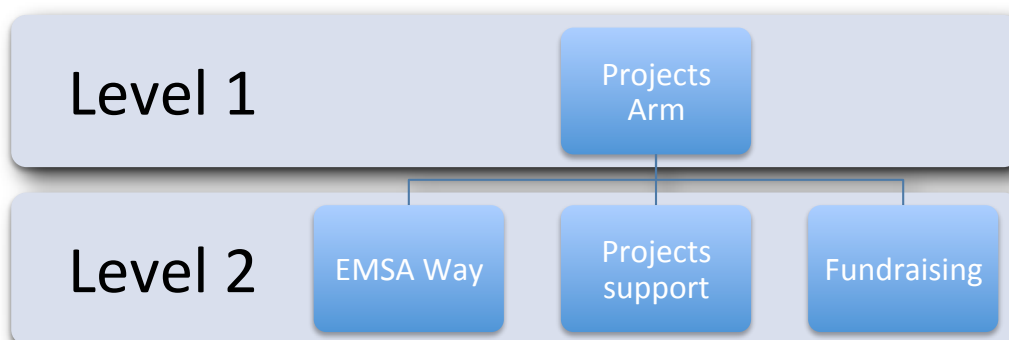 Level 1
Projects
Arm
Level 2
EMSA Way
Projects
support
Fundraising